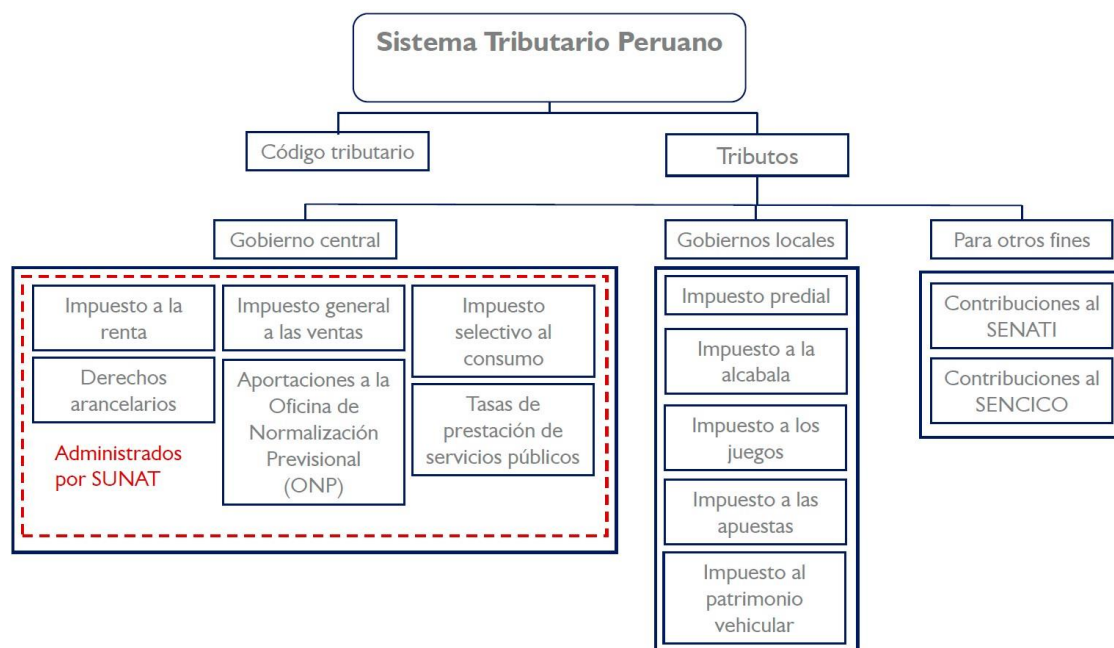 Sistema Tributario Peruano
Código tributario
Tributos
Gobierno central
Gobiernos locales
Para otros fines
Impuesto a la
renta
Impuesto general
a las ventas
Impuesto
selectivo al
consumo
Derechos
arancelarios
Aportaciones a la
Oficina de
Normalización
Previsional
(ONP)
Tasas de
prestación de
servicios públicos
Administrados
por SUNAT
Impuesto predial
Impuesto a la
alcabala
Impuesto a los
juegos
Impuesto a las
apuestas
Impuesto al
patrimonio
vehicular
Contribuciones al
SENATI
Contribuciones al
SENCICO